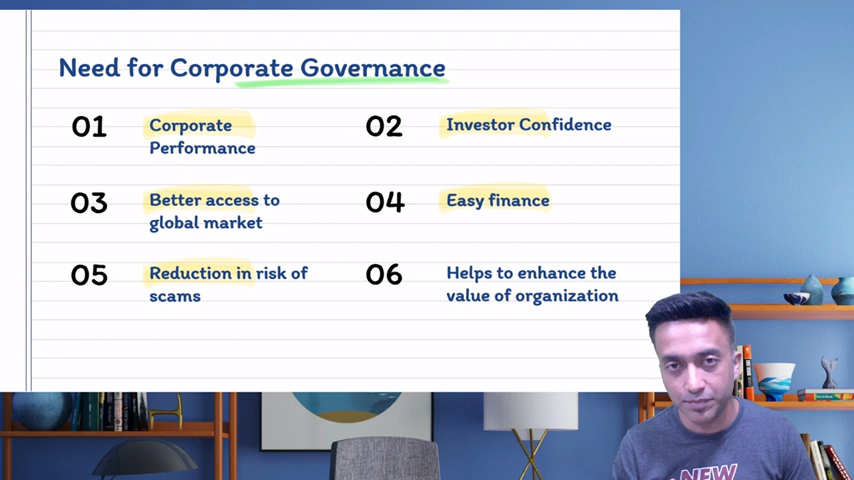 Need for Corporate Governance
01 Corporate Performance
02 Investor Confidence
03 Better access to global market
04 Easy finance
05 Reduction in risk of scams
06 Helps to enhance the value of organization
NEW